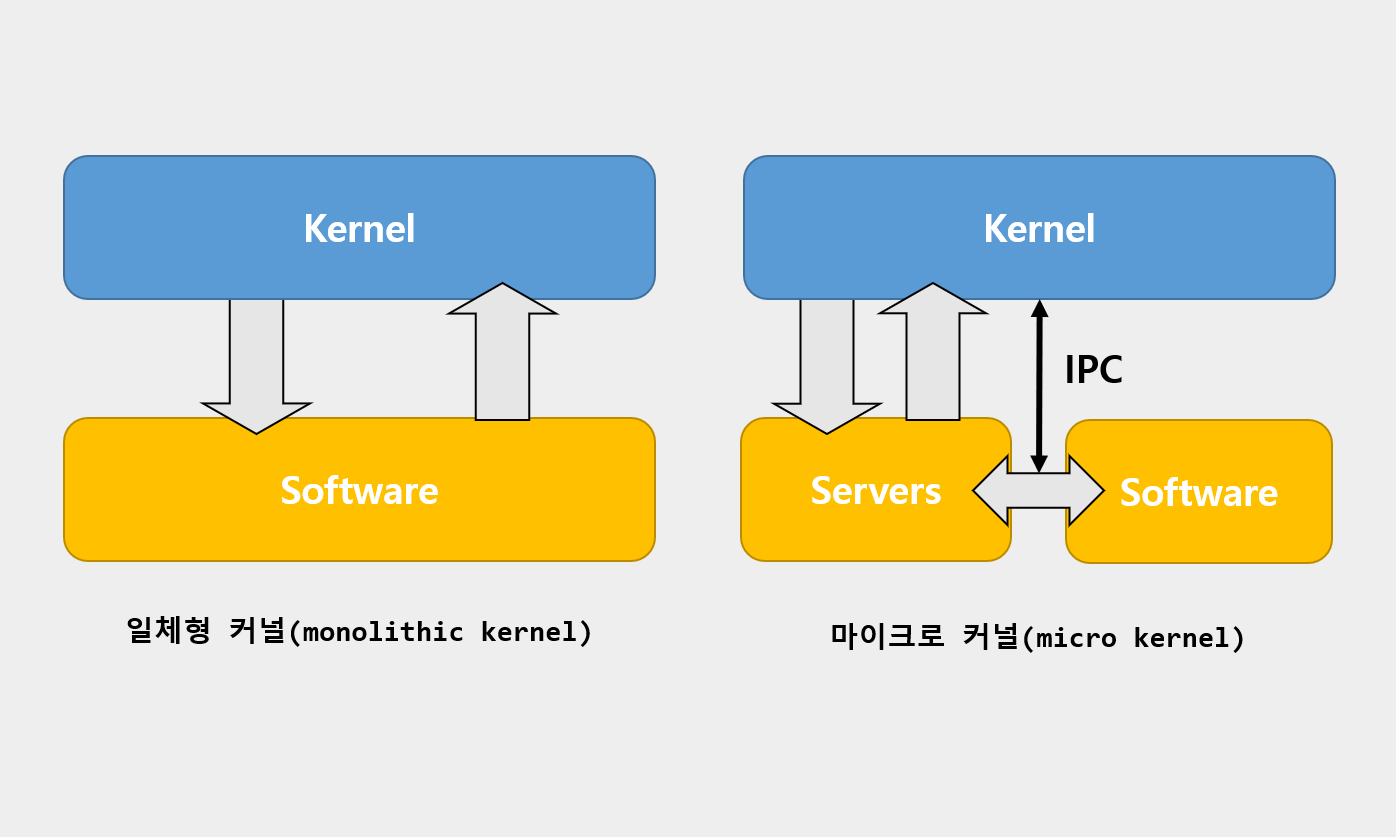 Kernel
Software
일체형 커널(monolithic kernel)
Kernel
IPC
Servers
Software
마이크로 커널(micro kernel)